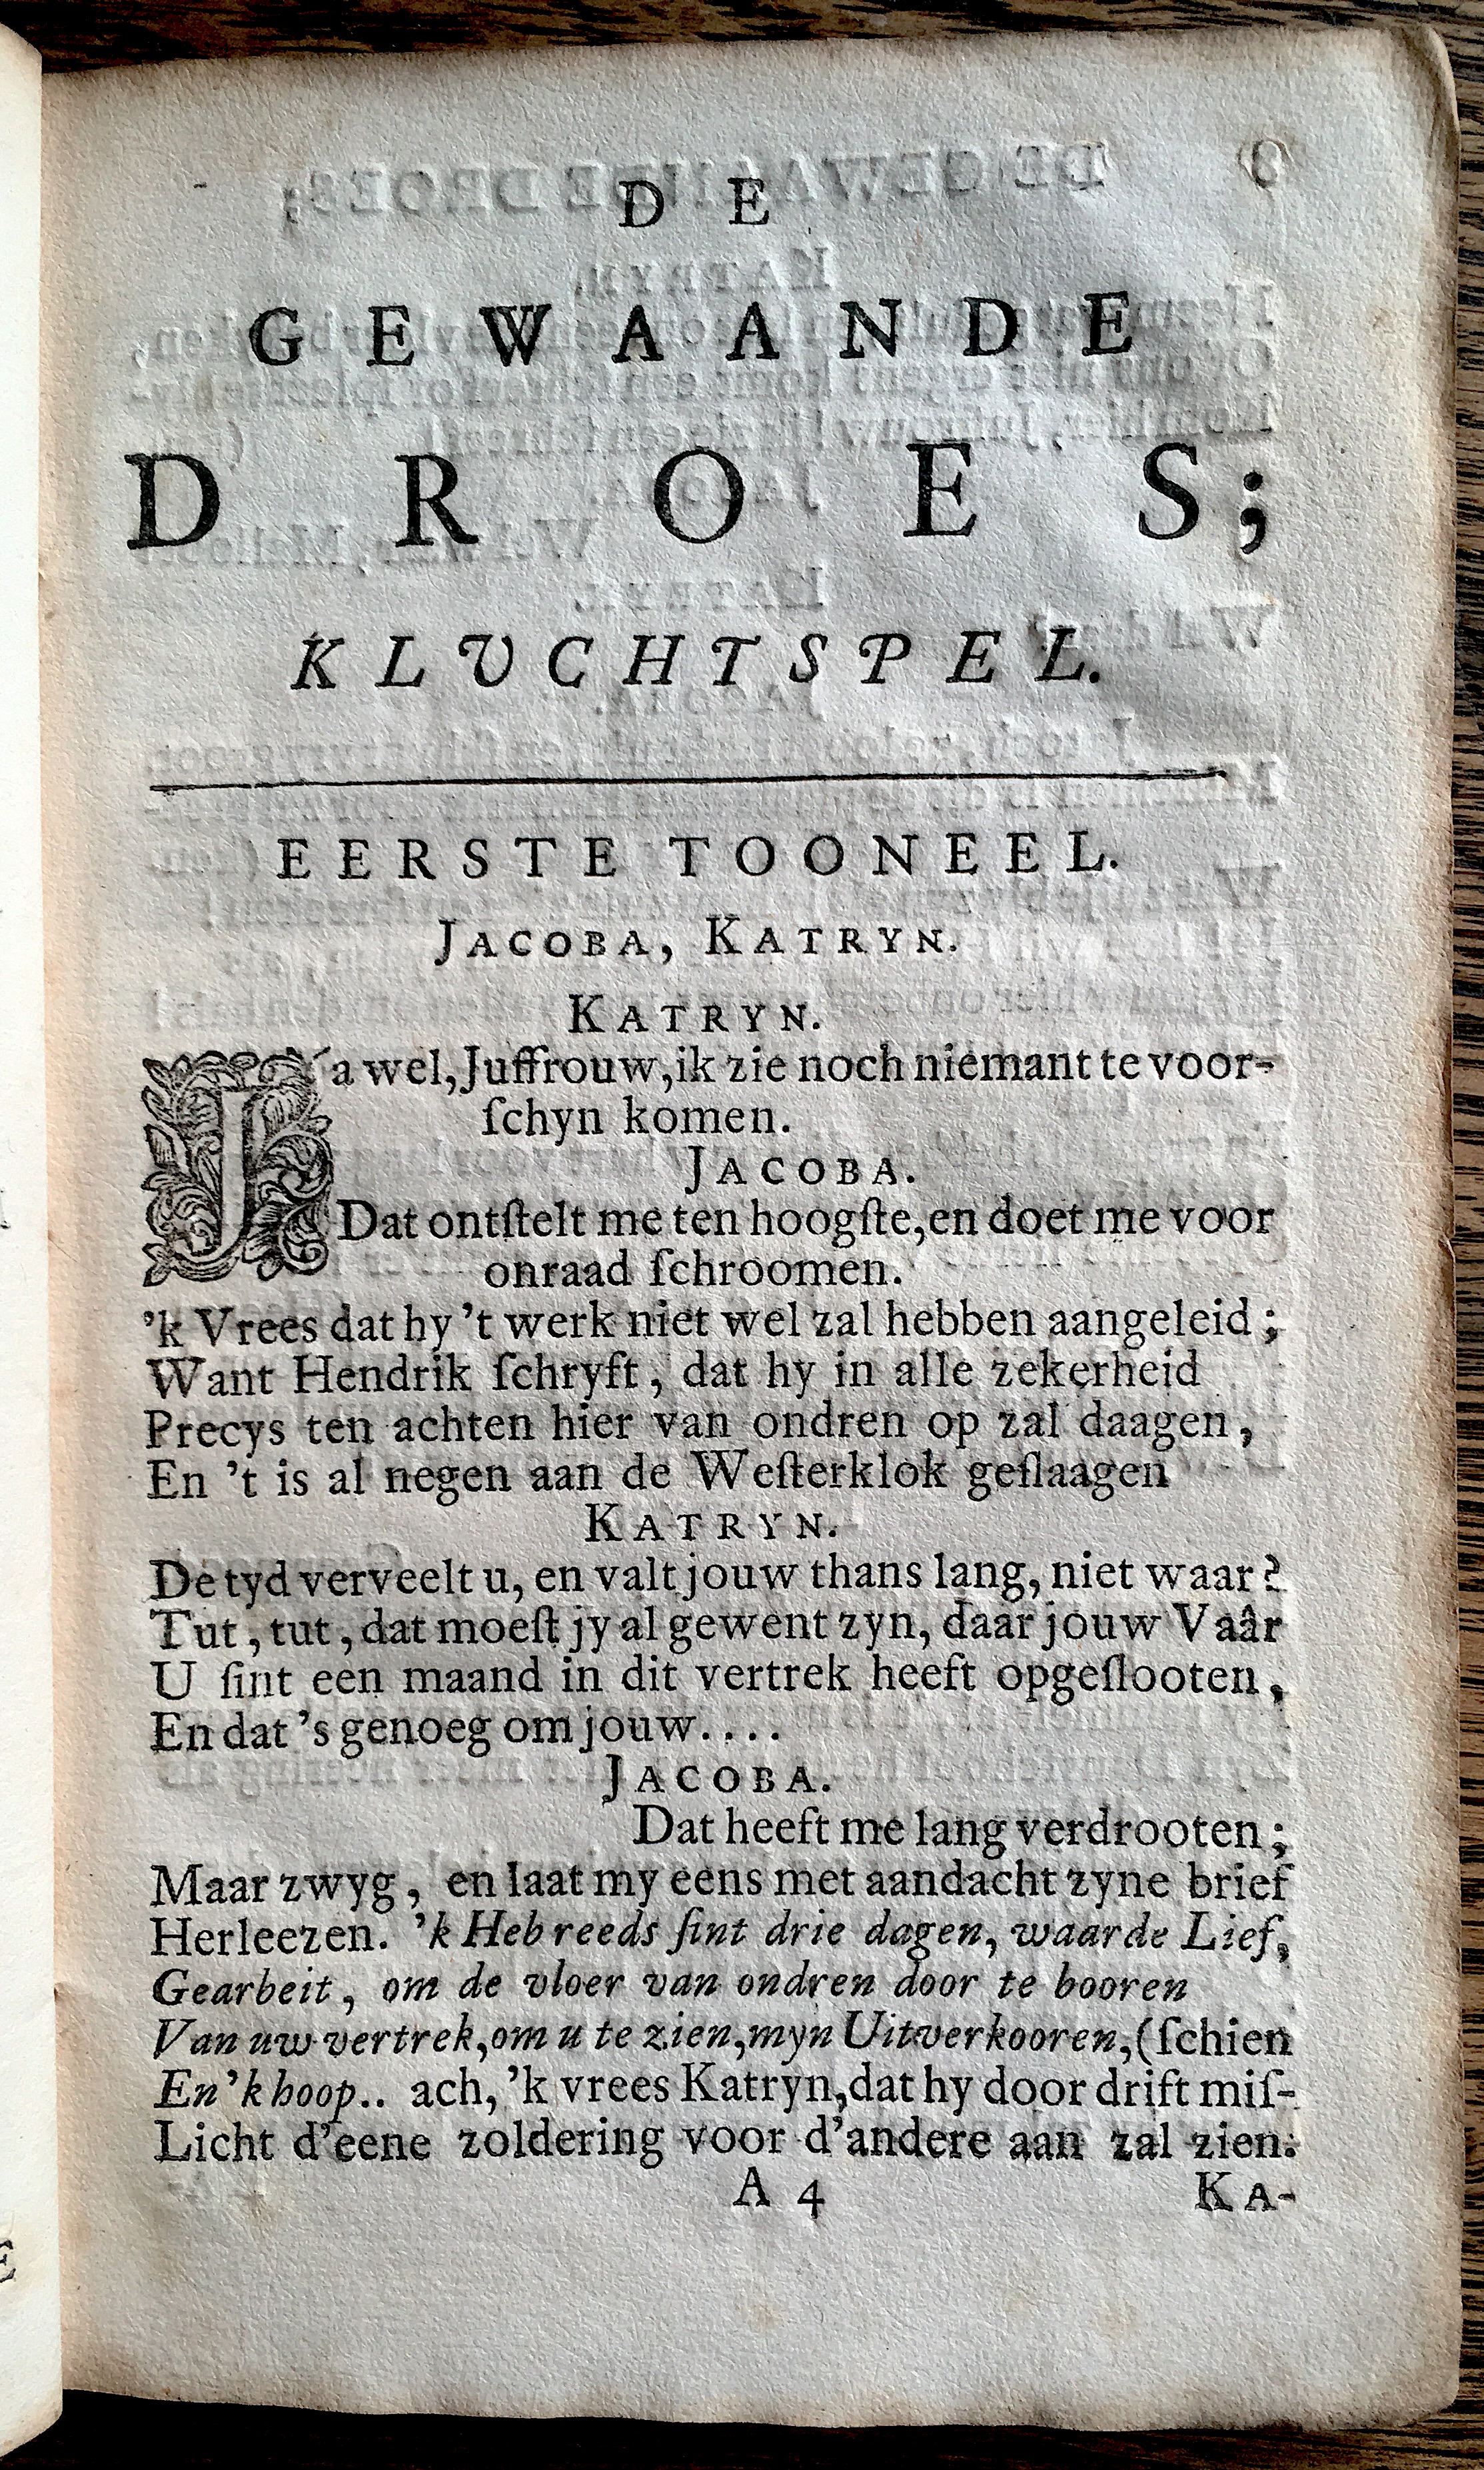 DE
GEWAANDE
DROES;
KLUCHTSPEL.
EERSTE TOONEEL.
JACOBA, KATRYN.
KATRYN.
Ja wel, Juffrouw, ik zie noch niemant te voor-
ſchyn komen.
JACOBA.
Dat ontſtelt me ten hoogſte, en doet me voor
onraad ſchroomen.
'k Vrees dat hy 't werk niet wel zal hebben aangeleid;
Want Hendrik ſchryft, dat hy in alle zekerheid
Precys ten achten hier van ondren op zal daagen,
En 't is al negen aan de Weſterklok geſlaagen
KATRYN.
De tyd verveelt u, en valt jouw thans lang, niet waar?
Tut, tut, dat moeſt jy al gewent zyn, daar jouw Vaâr
U ſint een maand in dit vertrek heeft opgeſlooten,
En dat 's genoeg om jouw....
JACOBA.
Dat heeft me lang verdrooten;
Maar zwyg, en laat my eens met aandacht zyne brief
Herleezen. 'k Heb reeds ſint drie dagen, waarde Lief,
Gearbeit, om de vloer van ondren door te booren
Van uw vertrek, om u te zien, myn Uitverkooren, (ſchien
En 'k hoop.. ach, 'k vrees Katryn, dat hy door drift miſ-
Licht d'eene zoldering voor d'andere aan zal zien.
A 4 KA-